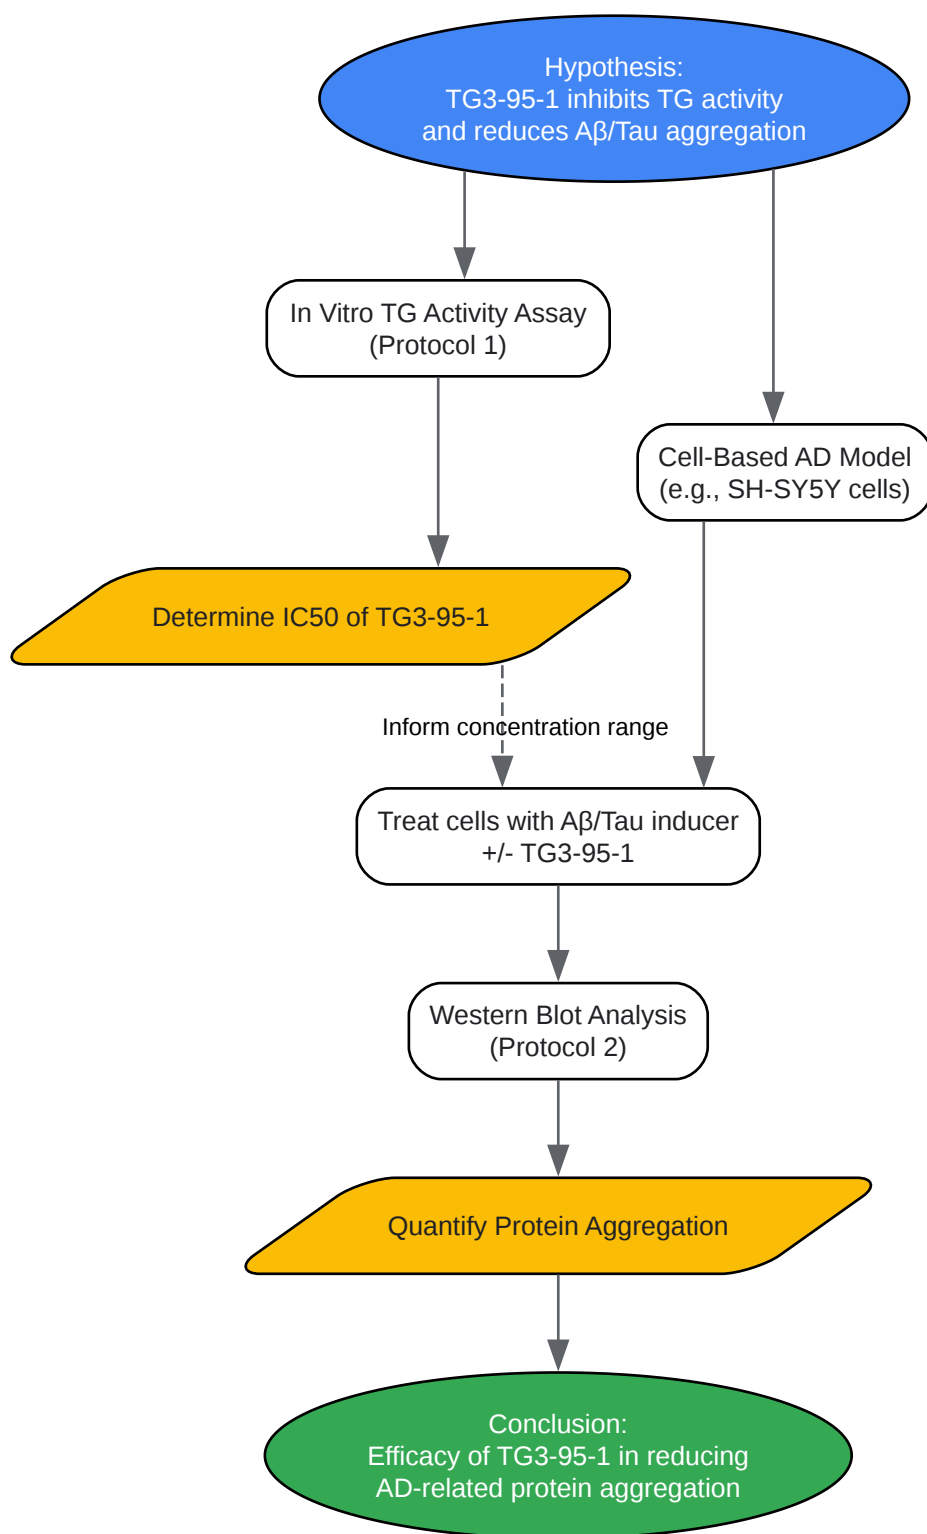 Hypothesis:
TG3-95-1 inhibits TG activity
and reduces Aβ/Tau aggregation
In Vitro TG Activity Assay
(Protocol 1)
Cell-Based AD Model
(e.g., SH-SY5Y cells)
Determine IC50 of TG3-95-1
Inform concentration range
Treat cells with Aβ/Tau inducer
+/- TG3-95-1
Western Blot Analysis
(Protocol 2)
Quantify Protein Aggregation
Conclusion:
Efficacy of TG3-95-1 in reducing
AD-related protein aggregation